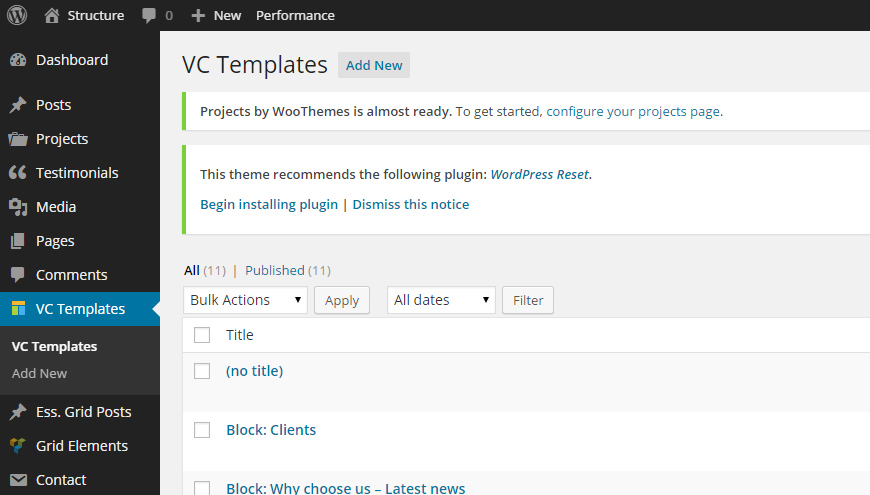 Structure 0 New Performance
Dashboard
Posts
Projects
Testimonials
Media
Pages
Comments
VC Templates
VC Templates
Add New
Ess. Grid Posts
Grid Elements
Contact
VC Templates Add New
Projects by WooThemes is almost ready. To get started, configure your projects page.
This theme recommends the following plugin: WordPress Reset.
Begin installing plugin | Dismiss this notice
All (11) | Published (11)
Bulk Actions Apply All dates Filter
Title
(no title)
Block: Clients
Block: Why choose us – Latest news